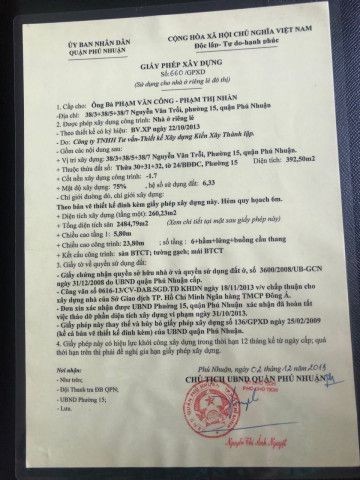 ỦY BAN NHÂN DÂN
QUẬN PHÚ NHUẬN
CỘNG HÒA XÃ HỘI CHỦ NGHĨA VIỆT NAM
Độc lập- Tự do-hạnh phúc
GIẤY PHÉP XÂY DỰNG
Số: 660/GPXD
(Sử dụng cho nhà ở riêng lẻ đô thị)
1. Cấp cho: Ông Bà PHẠM VĂN CÔNG - PHẠM THỊ NHÀN
-Địa chỉ: 38/3+38/5+38/7 Nguyễn Văn Trỗi, Phường 15, quận Phú Nhuận.
2. Được phép xây dựng công trình: Nhà ở riêng lẻ
- Theo thiết kế có ký hiệu: BV.XP ngày 22/10/2013
- Do: Công ty TNHH Tư vấn-Thiết kế Xây dựng Kiến Xây Thành lập.
- Gồm các nội dung sau:
+ Vị trí xây dựng: 38/3+38/5+38/7 Nguyễn Văn Trỗi, phường 15, quận Phú Nhuận.
+ Thuộc thửa đất số: Thửa 30+31+32, tờ 24/BĐĐC, Phường 15 Diện tích: 392,50m²
+ Cốt nền xây dựng công trình: -1.7
+ Mật độ xây dựng: 75% , hệ số sử dụng đất: 6,33
- Chỉ giới đường đỏ, chỉ giới xây dựng:
Theo bản vẽ thiết kế đính kèm giấy phép này. Hẻm quy hoạch 6m.
+ Diện tích xây dựng (tầng một): 260,23m²
+ Tổng diện tích sàn: 2484,79m² (Xem chi tiết tại mặt sau giấy phép này)
+ Chiều cao tầng 1: 5,80m
+ Chiều cao công trình: 23,80m ; số tầng : 6+hầm+lửng+buồng cầu thang
+ Kết cấu công trình: sàn BTCT; tường gạch; mái BTCT
3. Giấy tờ về quyền sử dụng đất:
- Giấy chứng nhận quyền sở hữu nhà ở và quyền sử dụng đất ở, số 3600/2008/UB-GCN
ngày 31/12/2008 do UBND quận Phú Nhuận cấp.
- Công văn số 0616-13/CV-DAB.SGD.TD KHDN ngày 18/11/2013 v/v chấp thuận cho
xây dựng nhà của Sở Giao dịch TP. Hồ Chí Minh Ngân hàng TMCP Đông Á.
- Đơn xin xác nhận được UBND Phường 15, quận Phú Nhuận xác nhận đã hoàn tất
việc tháo dỡ phần diện tích xây dựng vi phạm ngày 31/10/2013.
- Giấy phép này thay thế và hủy bỏ giấy phép xây dựng số 136/GPXD ngày 25/02/2009
(kể cả bản vẽ thiết kế đính kèm) của UBND quận Phú Nhuận.
4. Giấy phép này có hiệu lực khởi công xây dựng trong thời hạn 12 tháng kể từ ngày cấp; quá
thời hạn trên thì phải đề nghị gia hạn giấy phép xây dựng.
Phú Nhuận, ngày 02 / 12 / 2013
CHỦ TỊCH UBND QUẬN PHÚ NHUẬN
PHÓ CHỦ TỊCH
Nơi nhận:
- Như trên;
- Đội Thanh tra ĐB QPN;
- UBND Phường 15;
- Lưu.
Nguyễn Thị Ánh Nguyệt